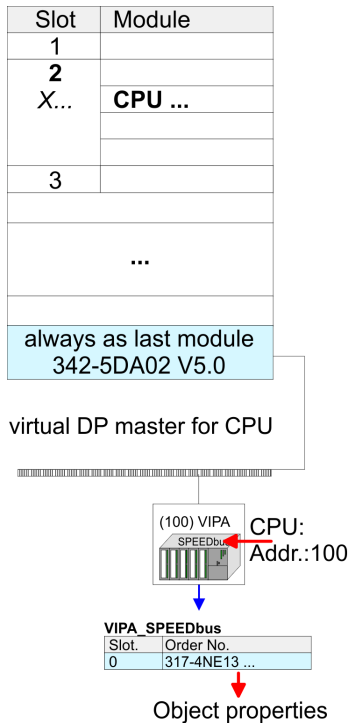 Slot Module
1
2
X... CPU ...
3
...
always as last module
342-5DA02 V5.0
virtual DP master for CPU
(100) VIPA
CPU:
SPEEDbus
Addr.:100
VIPA_SPEEDbus
Slot. Order No.
0 317-4NE13 ...
Object properties